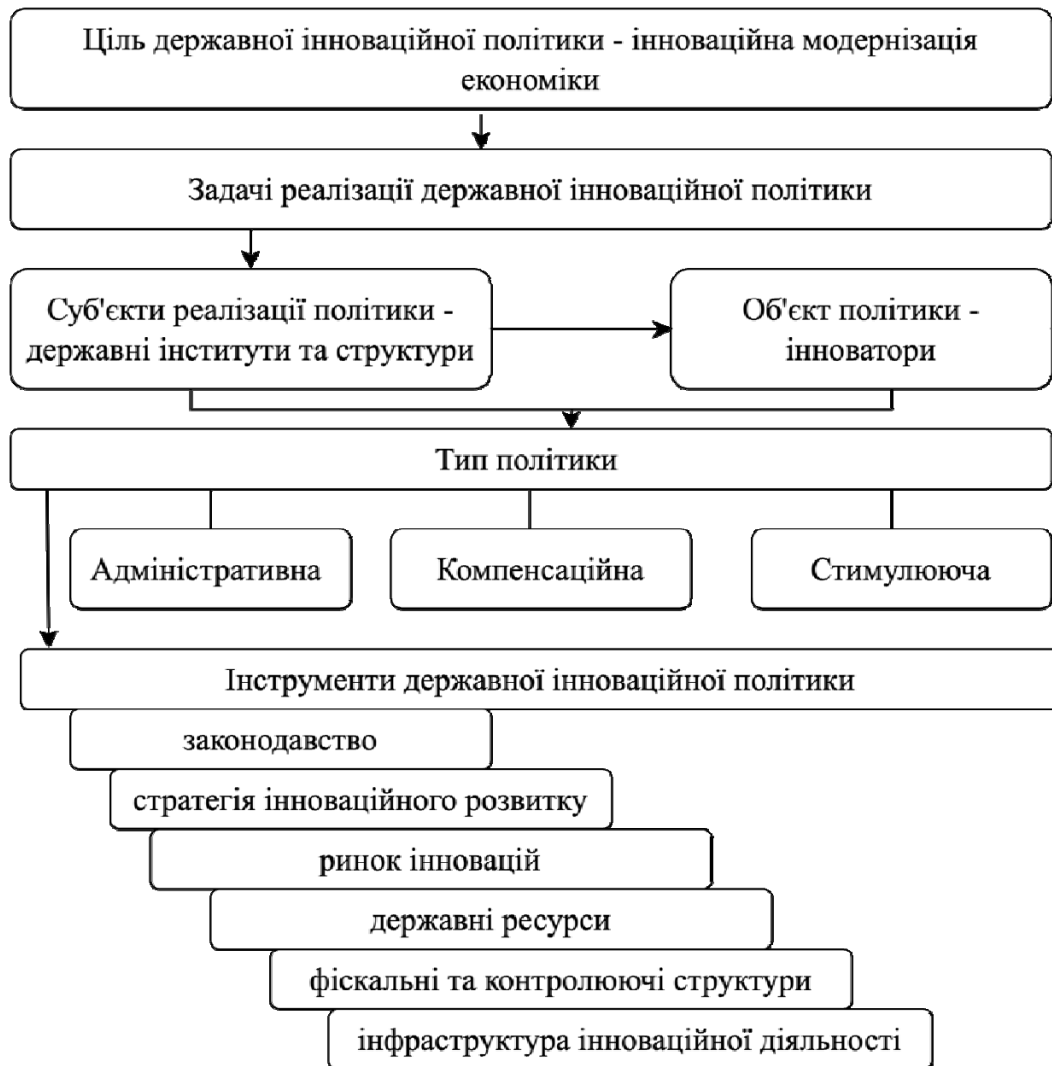 Ціль державної інноваційної політики - інноваційна модернізація
економіки
Задачі реалізації державної інноваційної політики
Суб'єкти реалізації політики -
державні інститути та структури
Об'єкт політики -
інноватори
Тип політики
Адміністративна
Компенсаційна
Стимулююча
Інструменти державної інноваційної політики
законодавство
стратегія інноваційного розвитку
ринок інновацій
державні ресурси
фіскальні та контролюючі структури
інфраструктура інноваційної діяльності